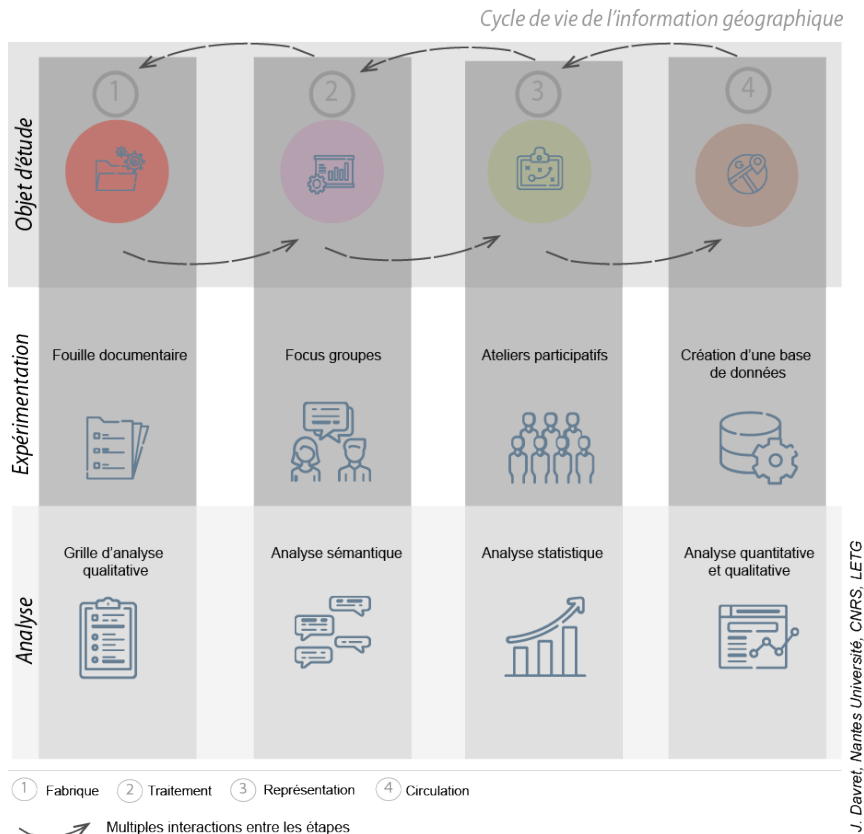 Cycle de vie de l'information géographique
1
2
3
4
Objet d'étude
G
Expérimentation
Fouille documentaire
Focus groupes
Ateliers participatifs
Création d'une base
de données
Analyse
Grille d'analyse
qualitative
Analyse sémantique
Analyse statistique
Analyse quantitative
et qualitative
J. Davret, Nantes Université, CNRS, LETG
1 Fabrique 2 Traitement 3 Représentation 4 Circulation
Multiples interactions entre les étapes